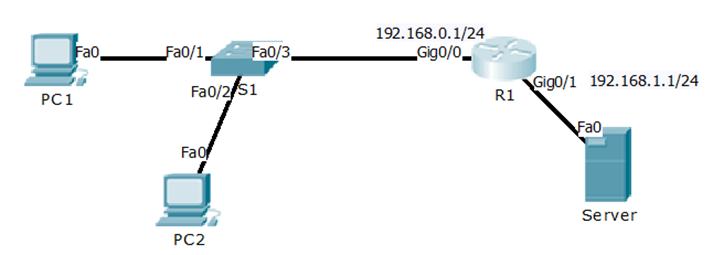 192.168.0.1/24
Fa0
Fa0/1
Fa0/3
Gig0/0
PC1
Fa0/2
S1
R1
Gig0/1
192.168.1.1/24
Fa0
Fa0
Server
PC2